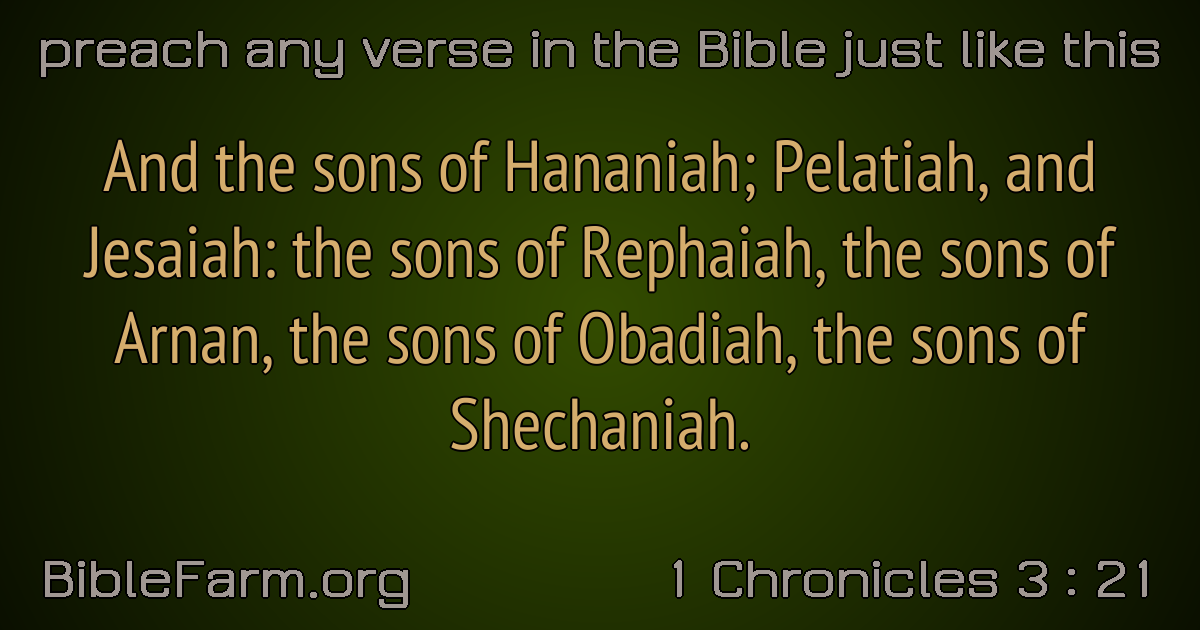 preach any verse in the Bible just like this
And the sons of Hananiah; Pelatiah, and
Jesaiah: the sons of Rephaiah, the sons of
Arnan, the sons of Obadiah, the sons of
Shechaniah.
BibleFarm.org
1 Chronicles 3 : 21